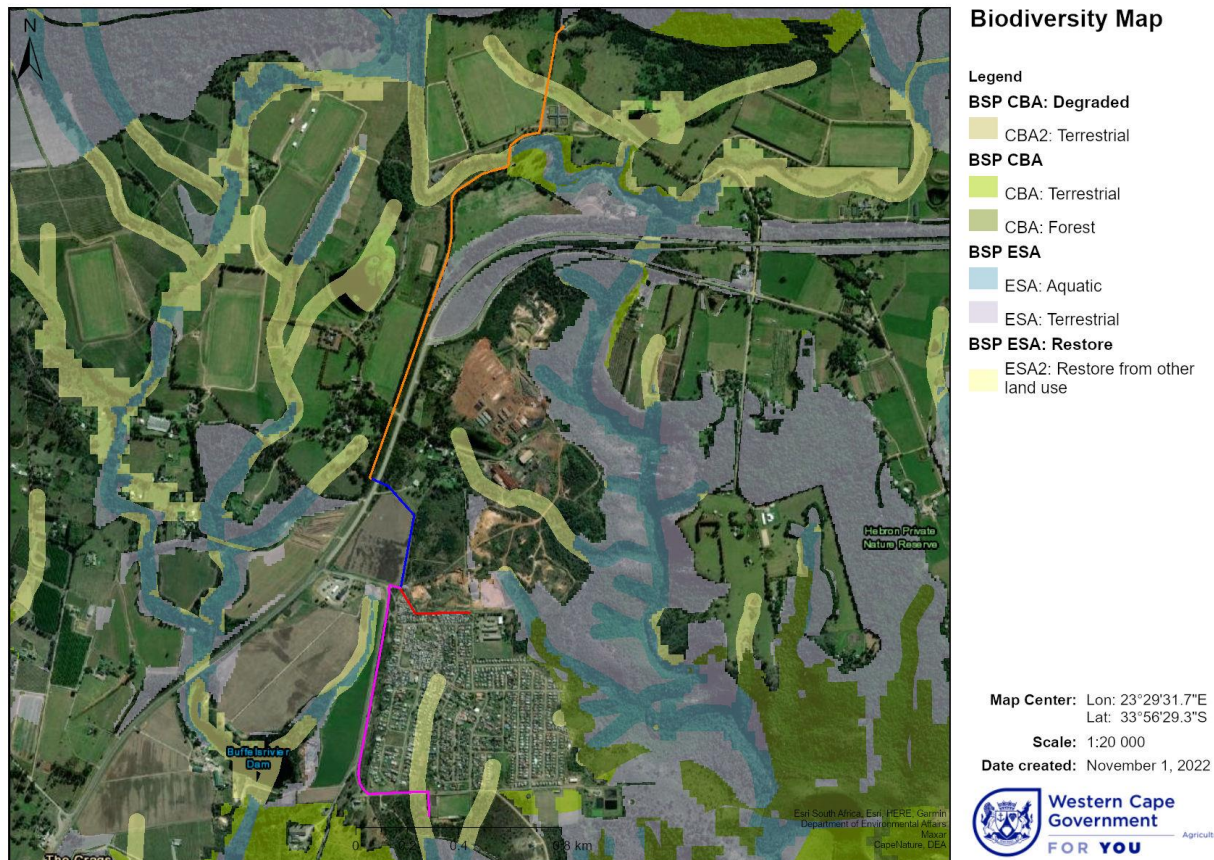 N
Biodiversity Map
Legend
BSP CBA: Degraded
CBA2: Terrestrial
BSP CBA
CBA: Terrestrial
CBA: Forest
BSP ESA
ESA: Aquatic
ESA: Terrestrial
BSP ESA: Restore
ESA2: Restore from other
land use
Hebron Private
Nature Reserve
Buffelsrivier
Dam
The Crags
0
0.2
0.4
0.8 km
Esri South Africa, Esri, HERE, Garmin
Department of Environmental Affairs
Maxar
CapeNature, DEA
Map Center: Lon: 23°29'31.7"E
Lat: 33°56'29.3"S
Scale: 1:20 000
Date created: November 1, 2022
Western Cape
Government
Agricult
FOR YOU